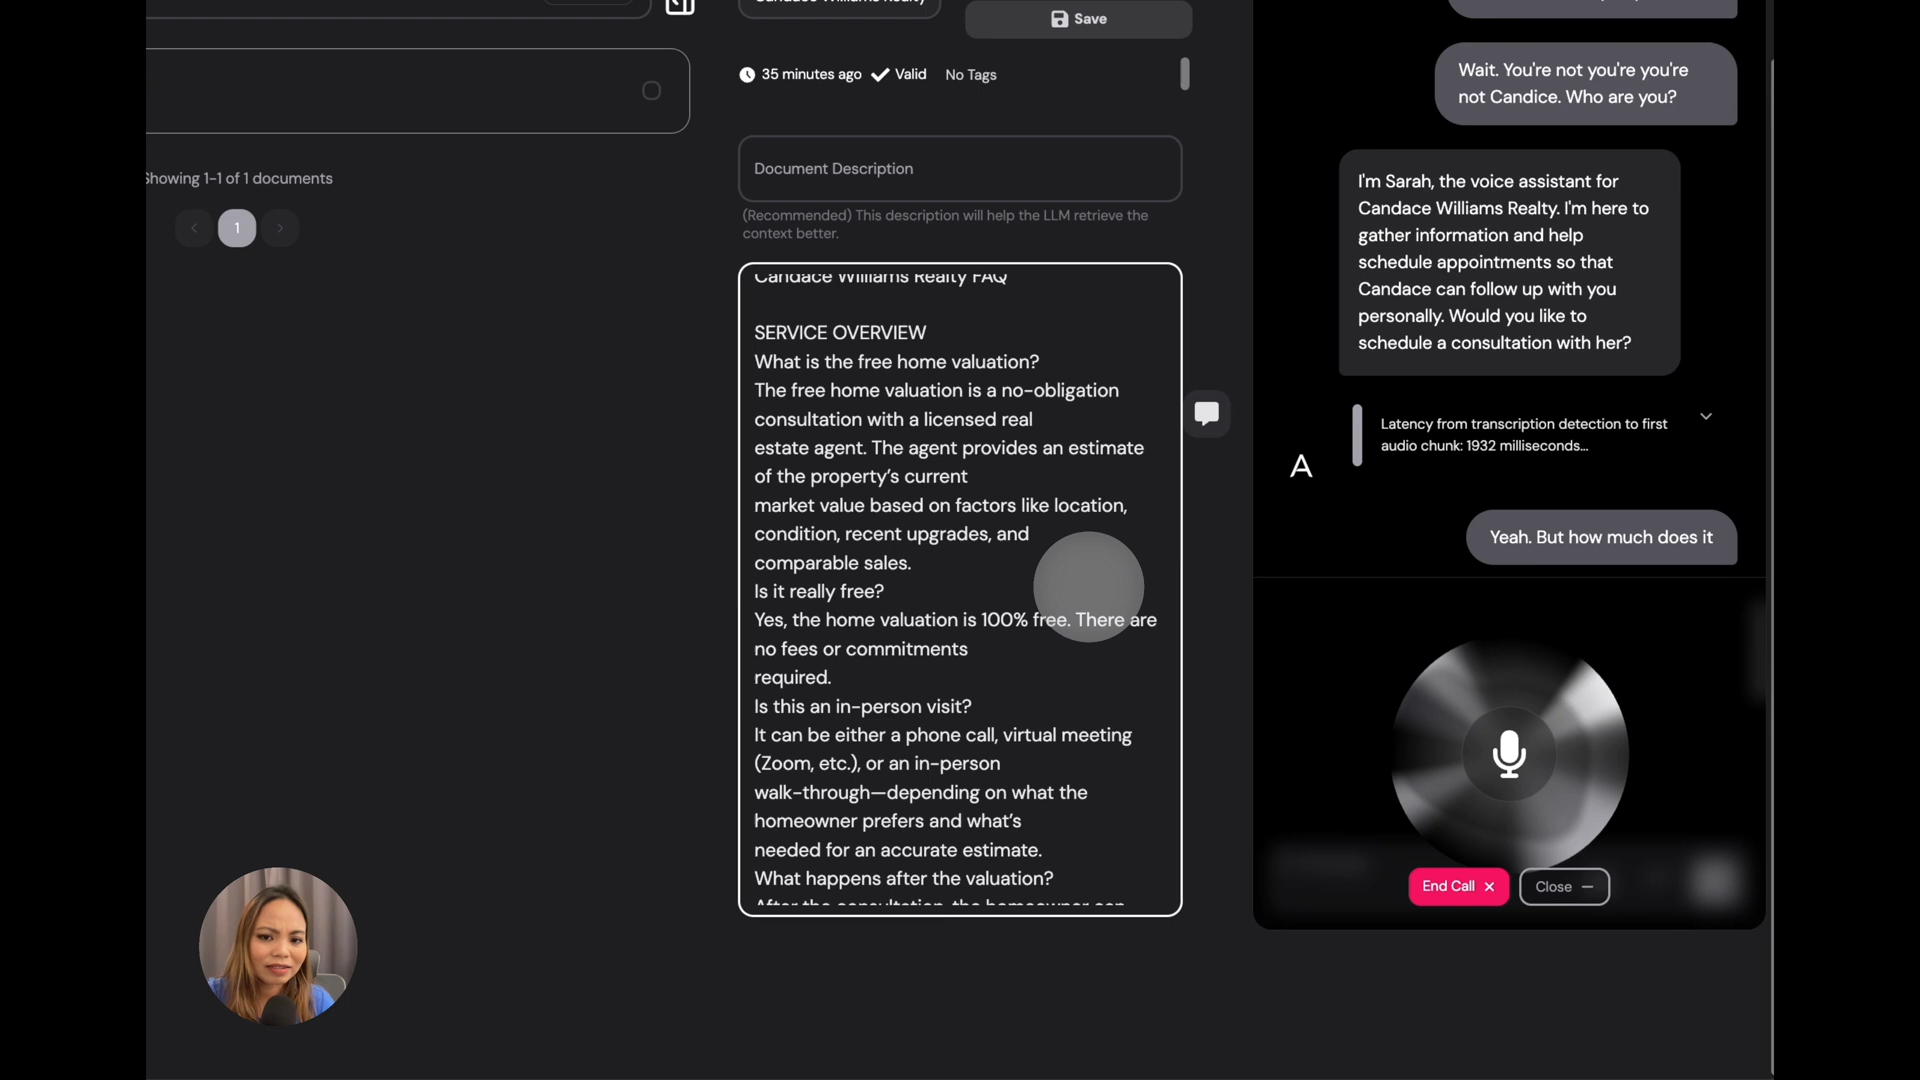 Candace Williams Realty
Save
35 minutes ago Valid No Tags
Showing 1-1 of 1 documents
1
Document Description
(Recommended) This description will help the LLM retrieve the
context better.
Candace Williams Realty FAQ
SERVICE OVERVIEW
What is the free home valuation?
The free home valuation is a no-obligation
consultation with a licensed real
estate agent. The agent provides an estimate
of the property’s current
market value based on factors like location,
condition, recent upgrades, and
comparable sales.
Is it really free?
Yes, the home valuation is 100% free. There are
no fees or commitments
required.
Is this an in-person visit?
It can be either a phone call, virtual meeting
(Zoom, etc.), or an in-person
walk-through—depending on what the
homeowner prefers and what’s
needed for an accurate estimate.
What happens after the valuation?
After the consultation, the homeowner can
Wait. You're not you're you're
not Candice. Who are you?
I'm Sarah, the voice assistant for
Candace Williams Realty. I'm here to
gather information and help
schedule appointments so that
Candace can follow up with you
personally. Would you like to
schedule a consultation with her?
Latency from transcription detection to first
audio chunk: 1932 milliseconds...
A
Yeah. But how much does it
End Call ×
Close −